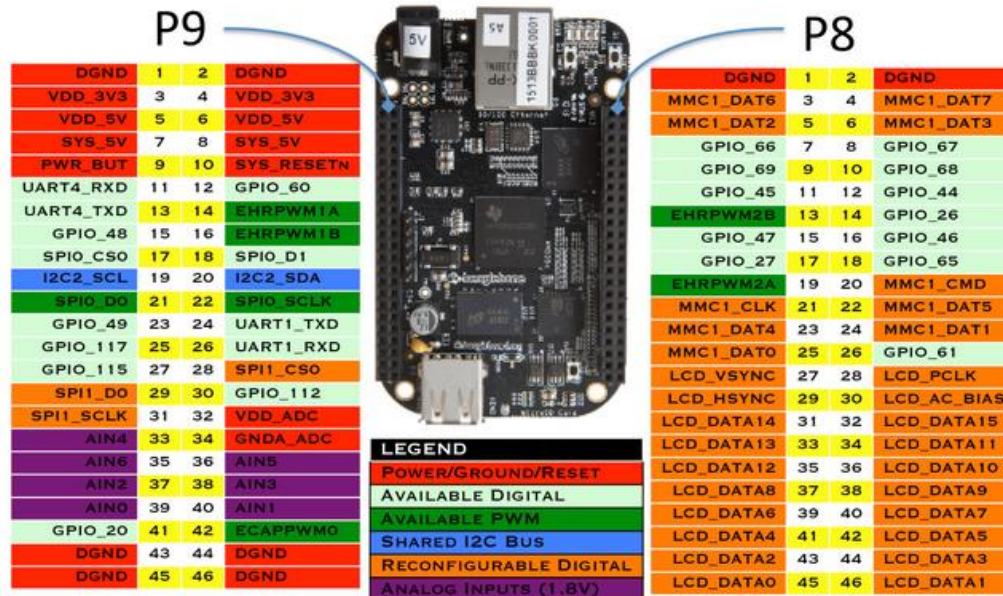 P9
P8
DGND 1 2 DGND
VDD_3V3 3 4 VDD_3V3
VDD_5V 5 6 VDD_5V
SYS_5V 7 8 SYS_5V
PWR_BUT 9 10 SYS_RESETN
UART4_RXD 11 12 GPIO_60
UART4_TXD 13 14 EHRPWM1A
GPIO_48 15 16 EHRPWM1B
SPI0_CS0 17 18 SPI0_D1
I2C2_SCL 19 20 I2C2_SDA
SPI0_D0 21 22 SPI0_SCLK
GPIO_49 23 24 UART1_TXD
GPIO_117 25 26 UART1_RXD
GPIO_115 27 28 SPI1_CS0
SPI1_D0 29 30 GPIO_112
SPI1_SCLK 31 32 VDD_ADC
AIN4 33 34 GNDA_ADC
AIN6 35 36 AIN5
AIN2 37 38 AIN3
AIN0 39 40 AIN1
GPIO_20 41 42 ECAPPWM0
DGND 43 44 DGND
DGND 45 46 DGND
5V
A5
1513BBBK0001
10/100 Ethernet
beaglebone
LEGEND
POWER/GROUND/RESET
AVAILABLE DIGITAL
AVAILABLE PWM
SHARED I2C BUS
RECONFIGURABLE DIGITAL
ANALOG INPUTS (1.8V)
DGND 1 2 DGND
MMC1_DAT6 3 4 MMC1_DAT7
MMC1_DAT2 5 6 MMC1_DAT3
GPIO_66 7 8 GPIO_67
GPIO_69 9 10 GPIO_68
GPIO_45 11 12 GPIO_44
EHRPWM2B 13 14 GPIO_26
GPIO_47 15 16 GPIO_46
GPIO_27 17 18 GPIO_65
EHRPWM2A 19 20 MMC1_CMD
MMC1_CLK 21 22 MMC1_DAT5
MMC1_DAT4 23 24 MMC1_DAT1
MMC1_DAT0 25 26 GPIO_61
LCD_VSYNC 27 28 LCD_PCLK
LCD_HSYNC 29 30 LCD_AC_BIAS
LCD_DATA14 31 32 LCD_DATA15
LCD_DATA13 33 34 LCD_DATA11
LCD_DATA12 35 36 LCD_DATA10
LCD_DATA8 37 38 LCD_DATA9
LCD_DATA6 39 40 LCD_DATA7
LCD_DATA4 41 42 LCD_DATA5
LCD_DATA2 43 44 LCD_DATA3
LCD_DATA0 45 46 LCD_DATA1